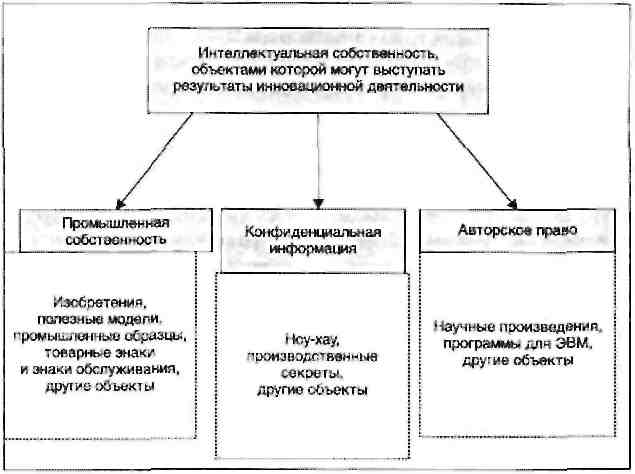 Интеллектуальная собственность,
объектами которой могут выступать
результаты инновационной деятельности
Промышленная
собственность
Изобретения,
полезные модели,
промышленные образцы,
товарные знаки
и знаки обслуживания,
другие объекты
Конфиденциальная
информация
Ноу-хау,
производственные
секреты,
другие объекты
Авторское право
Научные произведения,
программы для ЭВМ,
другие объекты